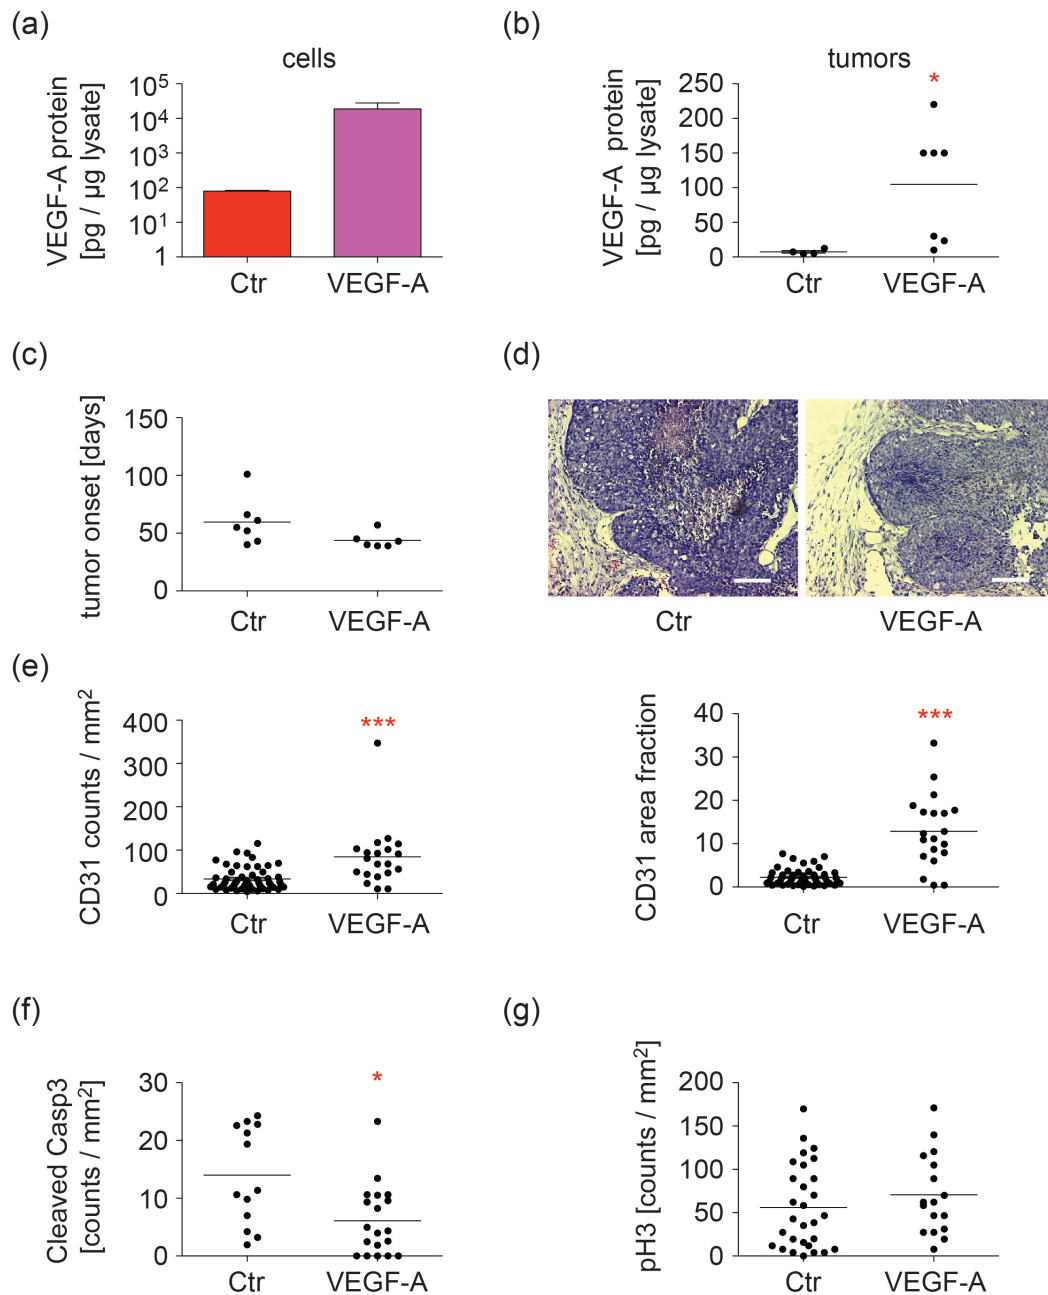 (a)
cells
VEGF-A protein
[pg / µg lysate]
10⁵
10⁴
10³
10²
10¹
1
Ctr
VEGF-A
(b)
tumors
*
VEGF-A protein
[pg / µg lysate]
250
200
150
100
50
0
Ctr
VEGF-A
(c)
tumor onset [days]
150
100
50
0
Ctr
VEGF-A
(d)
Ctr
VEGF-A
(e)
CD31 counts / mm²
400
300
200
100
0
***
Ctr
VEGF-A
CD31 area fraction
40
30
20
10
0
***
Ctr
VEGF-A
(f)
Cleaved Casp3
[counts / mm²]
30
20
10
0
*
Ctr
VEGF-A
(g)
pH3 [counts / mm²]
200
150
100
50
0
Ctr
VEGF-A